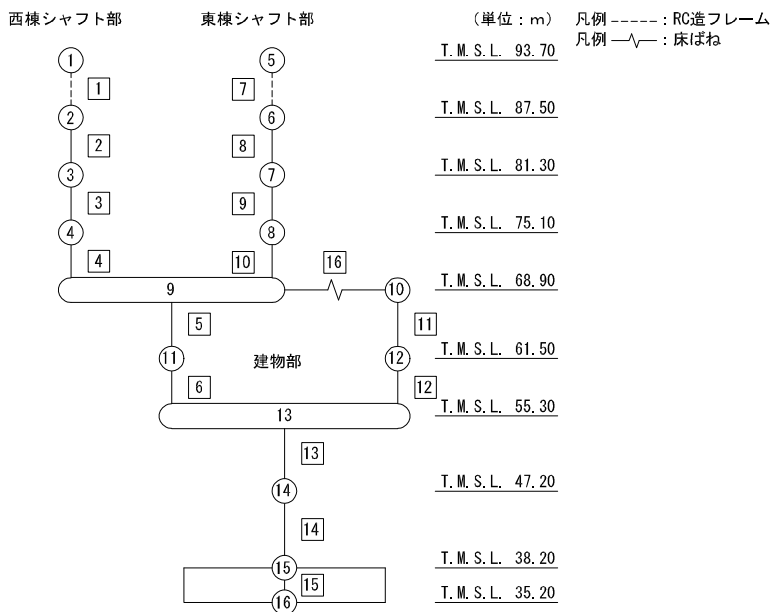 西棟シャフト部 東棟シャフト部 (単位：m) 凡例 ----- : RC造フレーム
凡例 : 床ばね
1 5 T.M.S.L. 93.70
1 7
2 6 T.M.S.L. 87.50
2 8
3 7 T.M.S.L. 81.30
3 9
4 8 T.M.S.L. 75.10
4 10 16
9 10 T.M.S.L. 68.90
5 11
11 建物部 12 T.M.S.L. 61.50
6 12
13 T.M.S.L. 55.30
13
14 T.M.S.L. 47.20
14
15 T.M.S.L. 38.20
15
16 T.M.S.L. 35.20